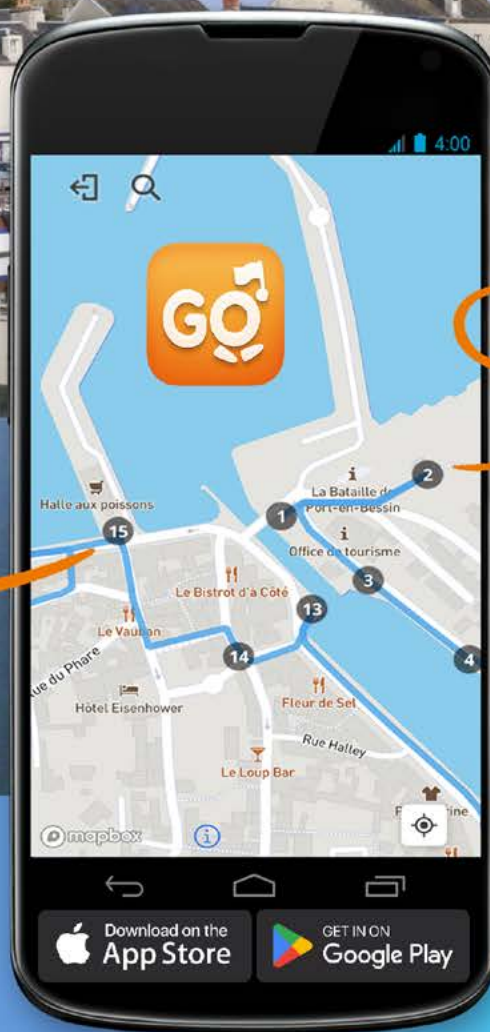 4:00
GO
2
La Bataille de
Port-en-Bessin
1
Halle aux poissons
15
Office de tourisme
3
Le Bistrot d'à Côté
13
Le Vauban
14
4
Rue du Phare
Hôtel Eisenhower
Fleur de Sel
Rue Halley
Le Loup Bar
mapbox
i
Download on the
App Store
GET IN ON
Google Play